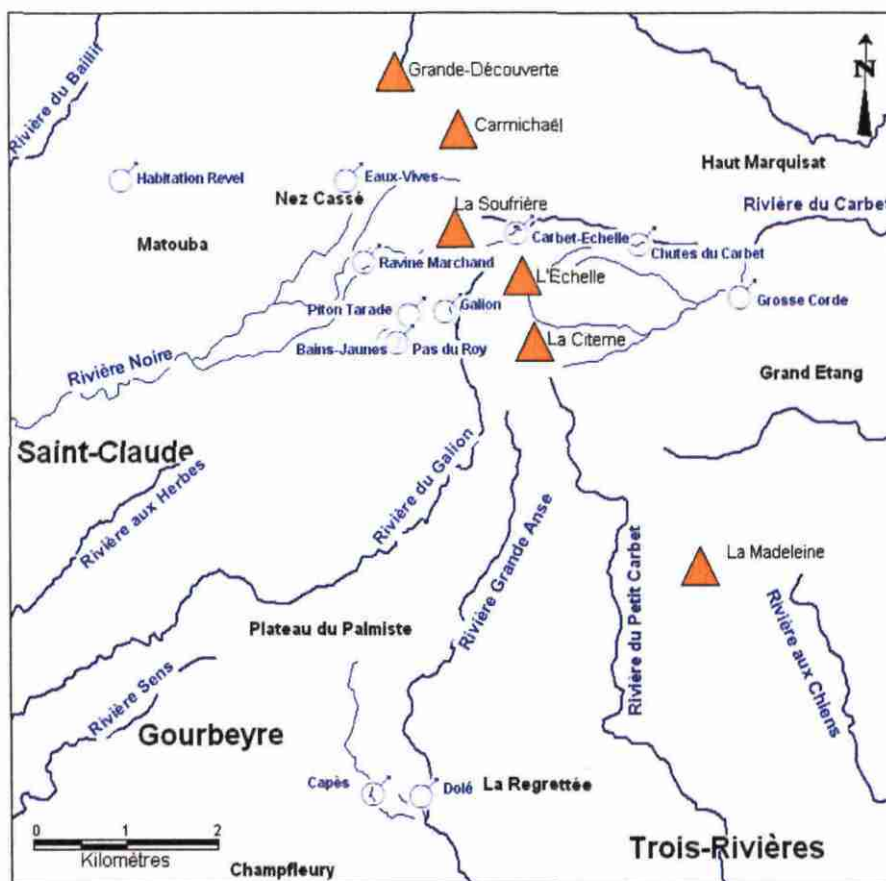 Grande-Découverte
N
Rivière du Baillif
Carmichaël
Haut Marquisat
Habitation Revel
Eaux-Vives
Nez Cassé
La Soufrière
Rivière du Carbet
Matouba
Carbet-Echelle
Chutes du Carbet
Ravine Marchand
L'Echelle
Grosse Corde
Piton Tarade
Galion
Bains-Jaunes
Pas du Roy
La Citerne
Rivière Noire
Grand Etang
Saint-Claude
Rivière aux Herbes
Rivière du Galion
Rivière Grande Anse
Rivière du Petit Carbet
La Madeleine
Rivière aux Chiens
Plateau du Palmiste
Rivière Sens
Gourbeyre
Capès
Dolé
La Regrettée
0 1 2
Kilomètres
Champfleury
Trois-Rivières